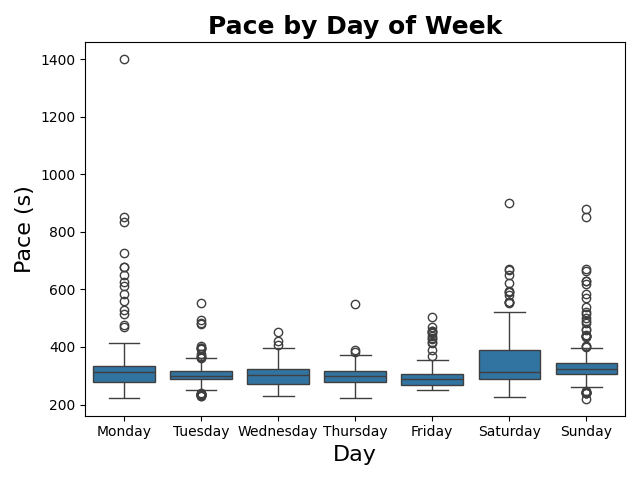 Pace by Day of Week
1400
1200
1000
800
600
400
200
Pace (s)
Monday Tuesday Wednesday Thursday Friday Saturday Sunday
Day